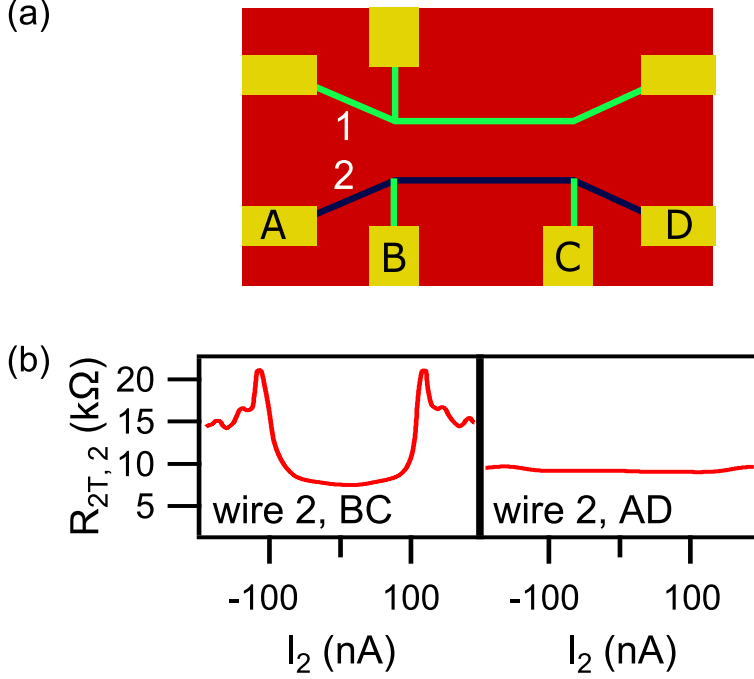 (a)
1
2
A
B
C
D
(b)
R2T, 2 (kΩ)
20
15
10
5
wire 2, BC
wire 2, AD
-100
100
-100
100
I2 (nA)
I2 (nA)